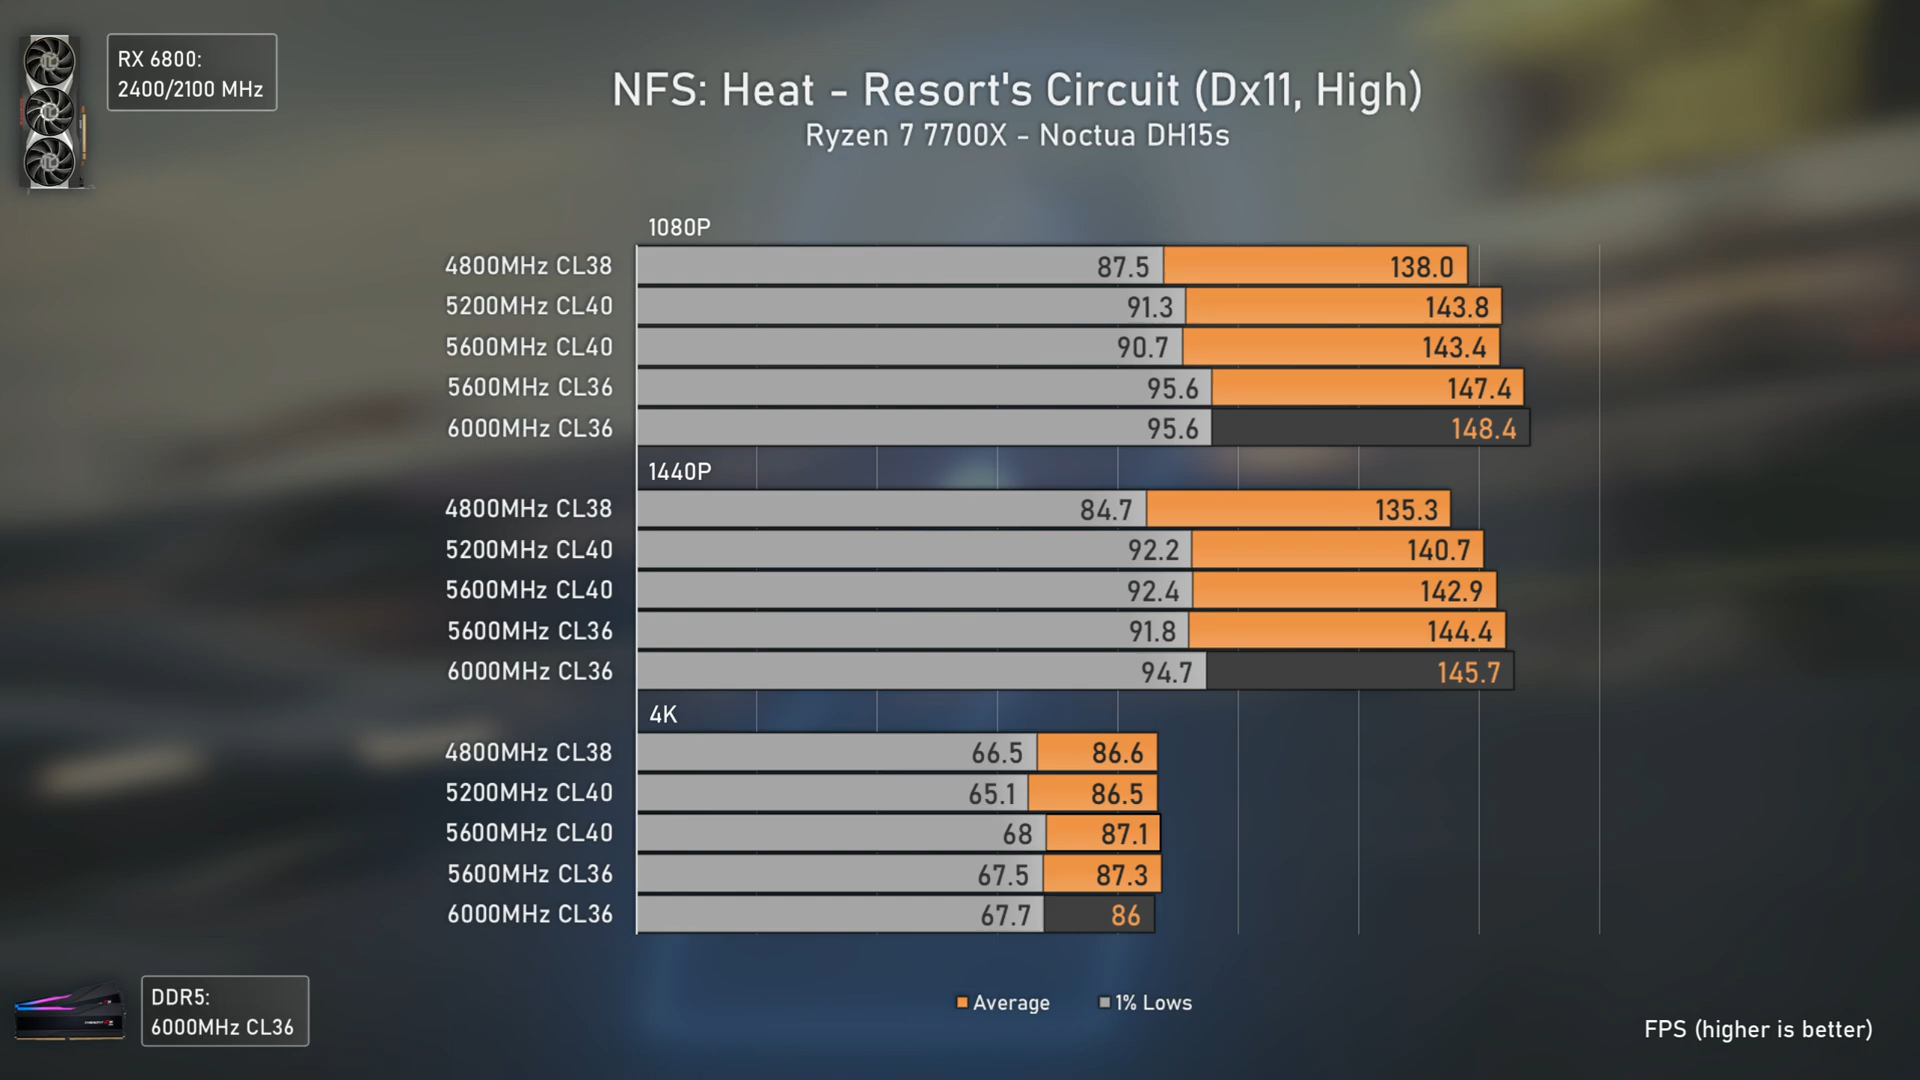 RX 6800:
2400/2100 MHz
NFS: Heat - Resort's Circuit (Dx11, High)
Ryzen 7 7700X - Noctua DH15s
1080P
4800MHz CL38 87.5 138.0
5200MHz CL40 91.3 143.8
5600MHz CL40 90.7 143.4
5600MHz CL36 95.6 147.4
6000MHz CL36 95.6 148.4
1440P
4800MHz CL38 84.7 135.3
5200MHz CL40 92.2 140.7
5600MHz CL40 92.4 142.9
5600MHz CL36 91.8 144.4
6000MHz CL36 94.7 145.7
4K
4800MHz CL38 66.5 86.6
5200MHz CL40 65.1 86.5
5600MHz CL40 68 87.1
5600MHz CL36 67.5 87.3
6000MHz CL36 67.7 86
DDR5:
6000MHz CL36
Average 1% Lows
FPS (higher is better)